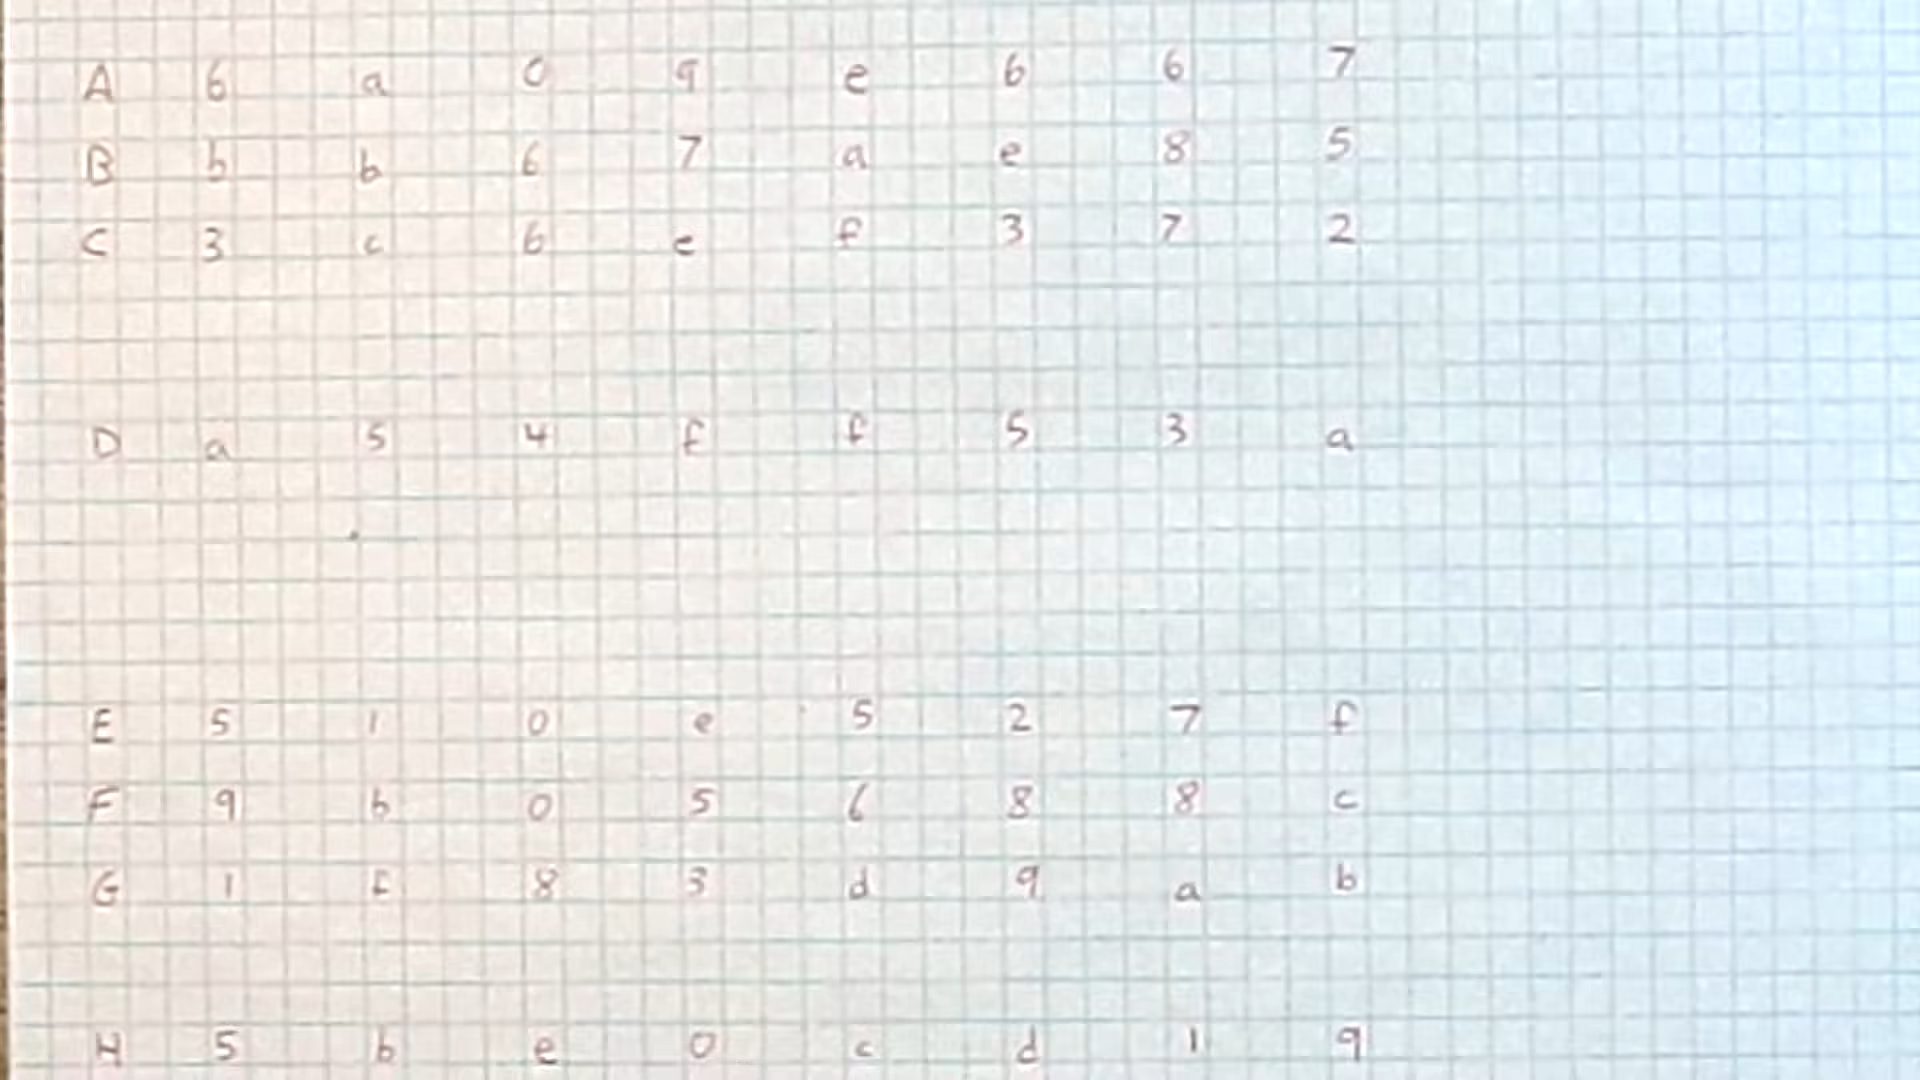 A 6 a 0 9 e 6 6 7
B b b 6 7 a e 8 5
C 3 c 6 e f 3 7 2
D a 5 4 f f 5 3 a
E 5 1 0 e 5 2 7 f
F 9 b 0 5 6 8 8 c
G 1 f 8 3 d 9 a b
H 5 b e 0 c d 1 9